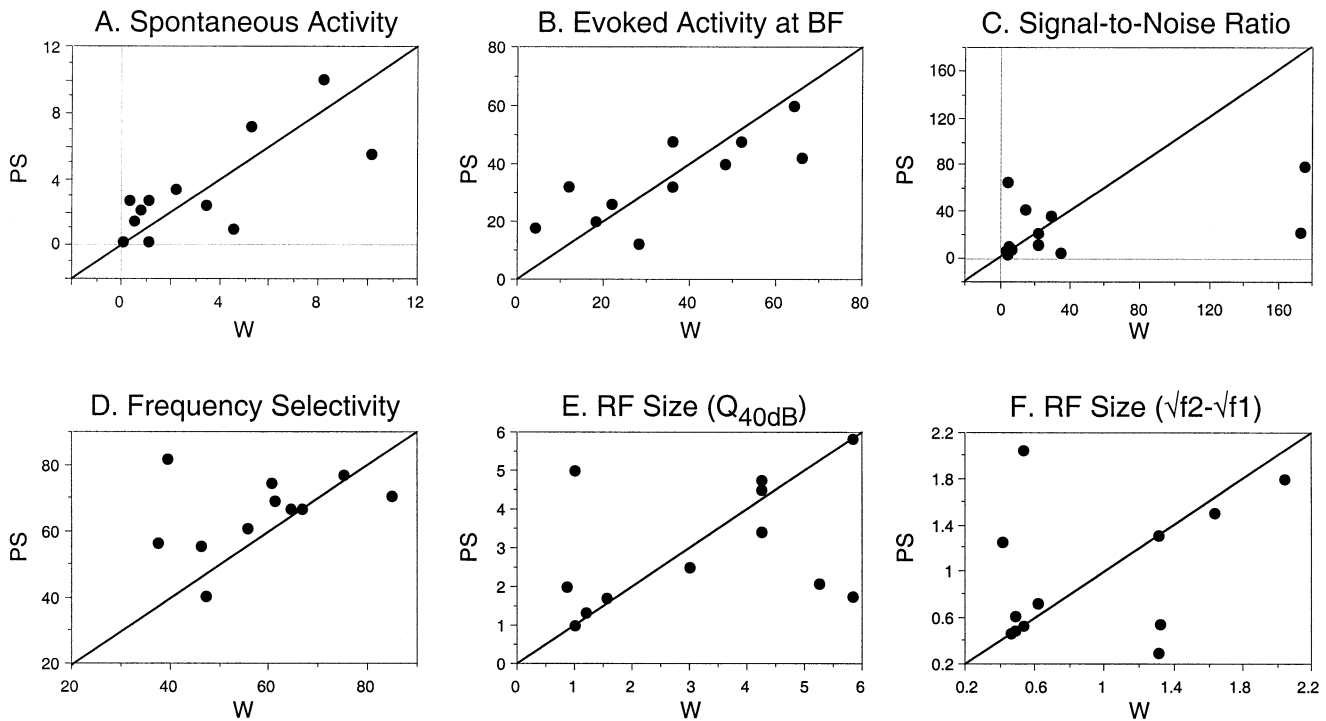 A. Spontaneous Activity
12
8
4
0
PS
0 4 8 12
W
B. Evoked Activity at BF
80
60
40
20
0
PS
0 20 40 60 80
W
C. Signal-to-Noise Ratio
160
120
80
40
0
PS
0 40 80 120 160
W
D. Frequency Selectivity
80
60
40
20
PS
20 40 60 80
W
E. RF Size (Q40dB)
6
5
4
3
2
1
0
PS
0 1 2 3 4 5 6
W
F. RF Size (√f2-√f1)
2.2
1.8
1.4
1
0.6
0.2
PS
0.2 0.6 1 1.4 1.8 2.2
W